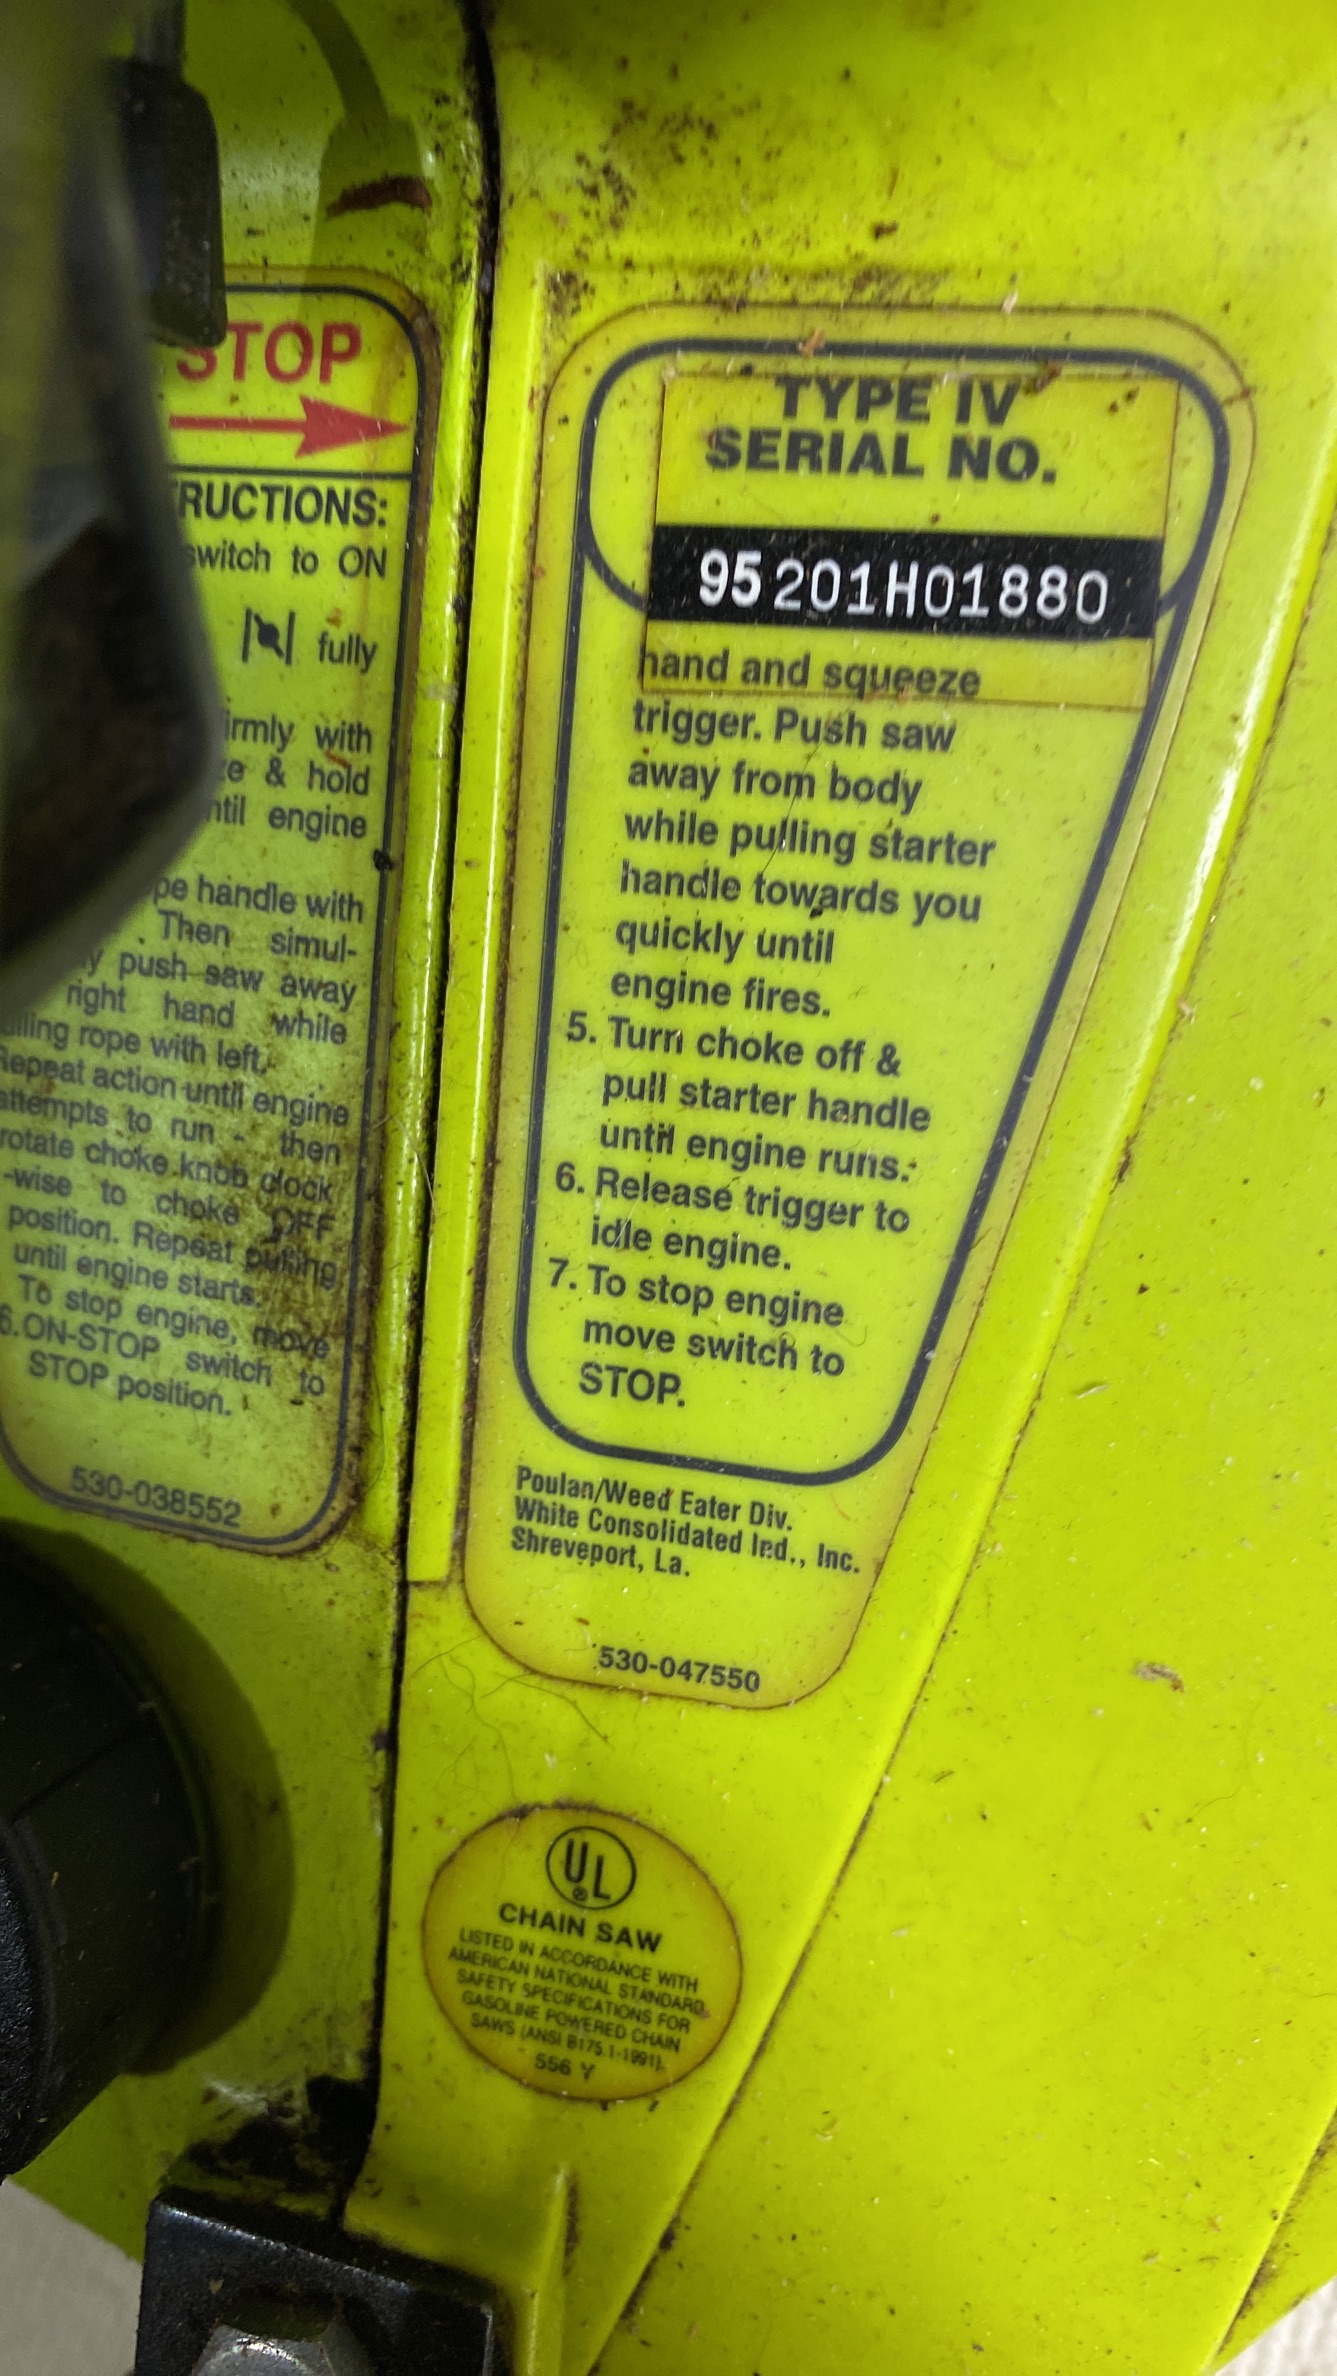 STOP
RUCTIONS:
switch to ON
fully
irmly with
e & hold
ntil engine
pe handle with
. Then simul-
y push saw away
right hand while
lling rope with left.
Repeat action until engine
attempts to run - then
rotate choke knob clock
-wise to choke OFF
position. Repeat pulling
until engine starts.
To stop engine, move
6. ON-STOP switch to
STOP position.
530-038552
TYPE IV
SERIAL NO.
95201H01880
hand and squeeze
trigger. Push saw
away from body
while pulling starter
handle towards you
quickly until
engine fires.
5. Turn choke off &
pull starter handle
until engine runs.
6. Release trigger to
idle engine.
7. To stop engine
move switch to
STOP.
Poulan/Weed Eater Div.
White Consolidated Ind., Inc.
Shreveport, La.
530-047550
UL
®
CHAIN SAW
LISTED IN ACCORDANCE WITH
AMERICAN NATIONAL STANDARD
SAFETY SPECIFICATIONS FOR
GASOLINE POWERED CHAIN
SAWS (ANSI B175.1-1991).
556 Y